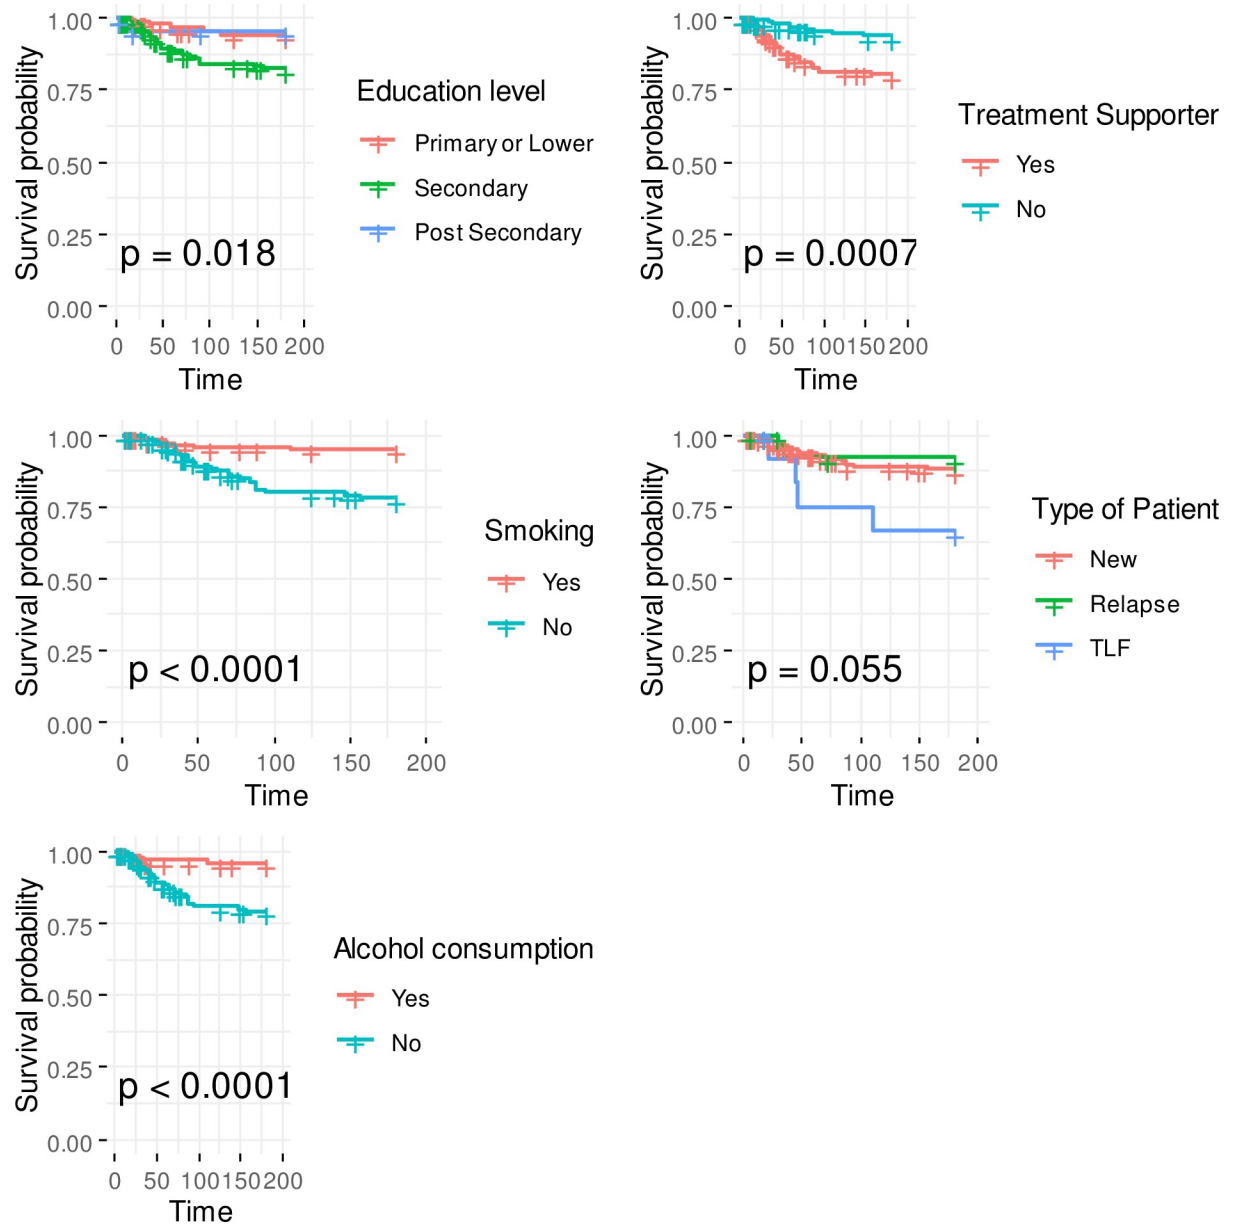 Survival probability
1.00
0.75
0.50
0.25
0.00
p = 0.018
0 50 100 150 200
Time
Education level
Primary or Lower
Secondary
Post Secondary
Survival probability
1.00
0.75
0.50
0.25
0.00
p = 0.0007
0 50 100 150 200
Time
Treatment Supporter
Yes
No
Survival probability
1.00
0.75
0.50
0.25
0.00
p < 0.0001
0 50 100 150 200
Time
Smoking
Yes
No
Survival probability
1.00
0.75
0.50
0.25
0.00
p = 0.055
0 50 100 150 200
Time
Type of Patient
New
Relapse
TLF
Survival probability
1.00
0.75
0.50
0.25
0.00
p < 0.0001
0 50 100 150 200
Time
Alcohol consumption
Yes
No